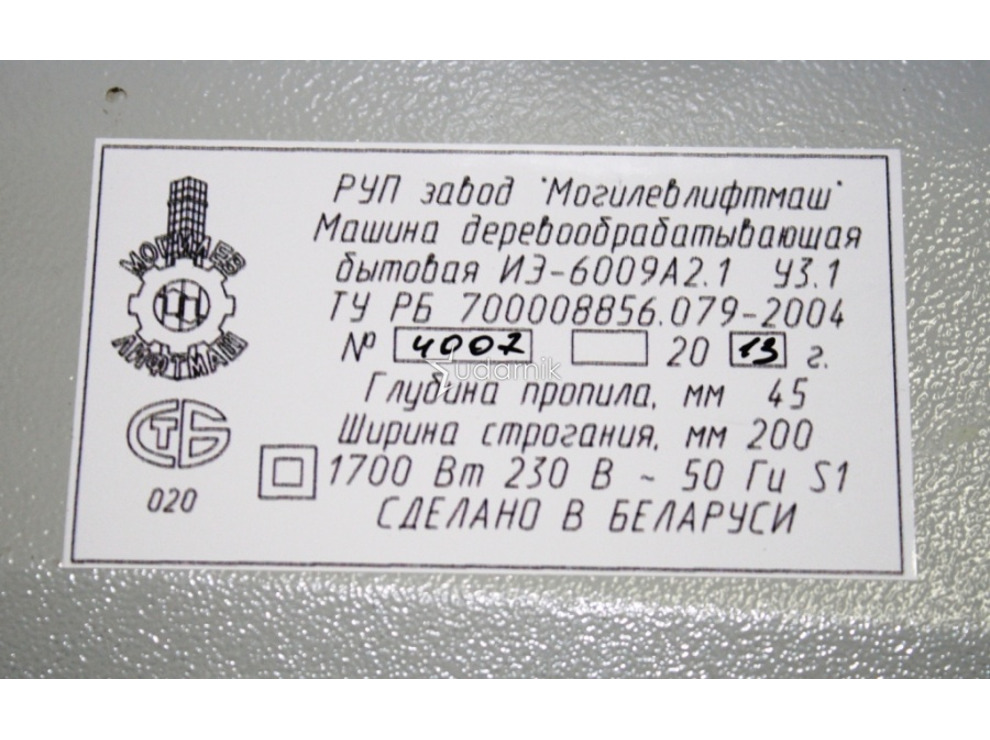 РУП завод "Могилевлифтмаш"
Машина деревообрабатывающая
бытовая ИЭ-6009А2.1 У3.1
ТУ РБ 700008856.079-2004
№ 4007 20 13 г.
Глубина пропила, мм 45
Ширина строгания, мм 200
1700 Вт 230 В ~ 50 Гц S1
СДЕЛАНО В БЕЛАРУСИ
МОГИЛЕВ
ЛИФТМАШ
СТБ
020
udarnik